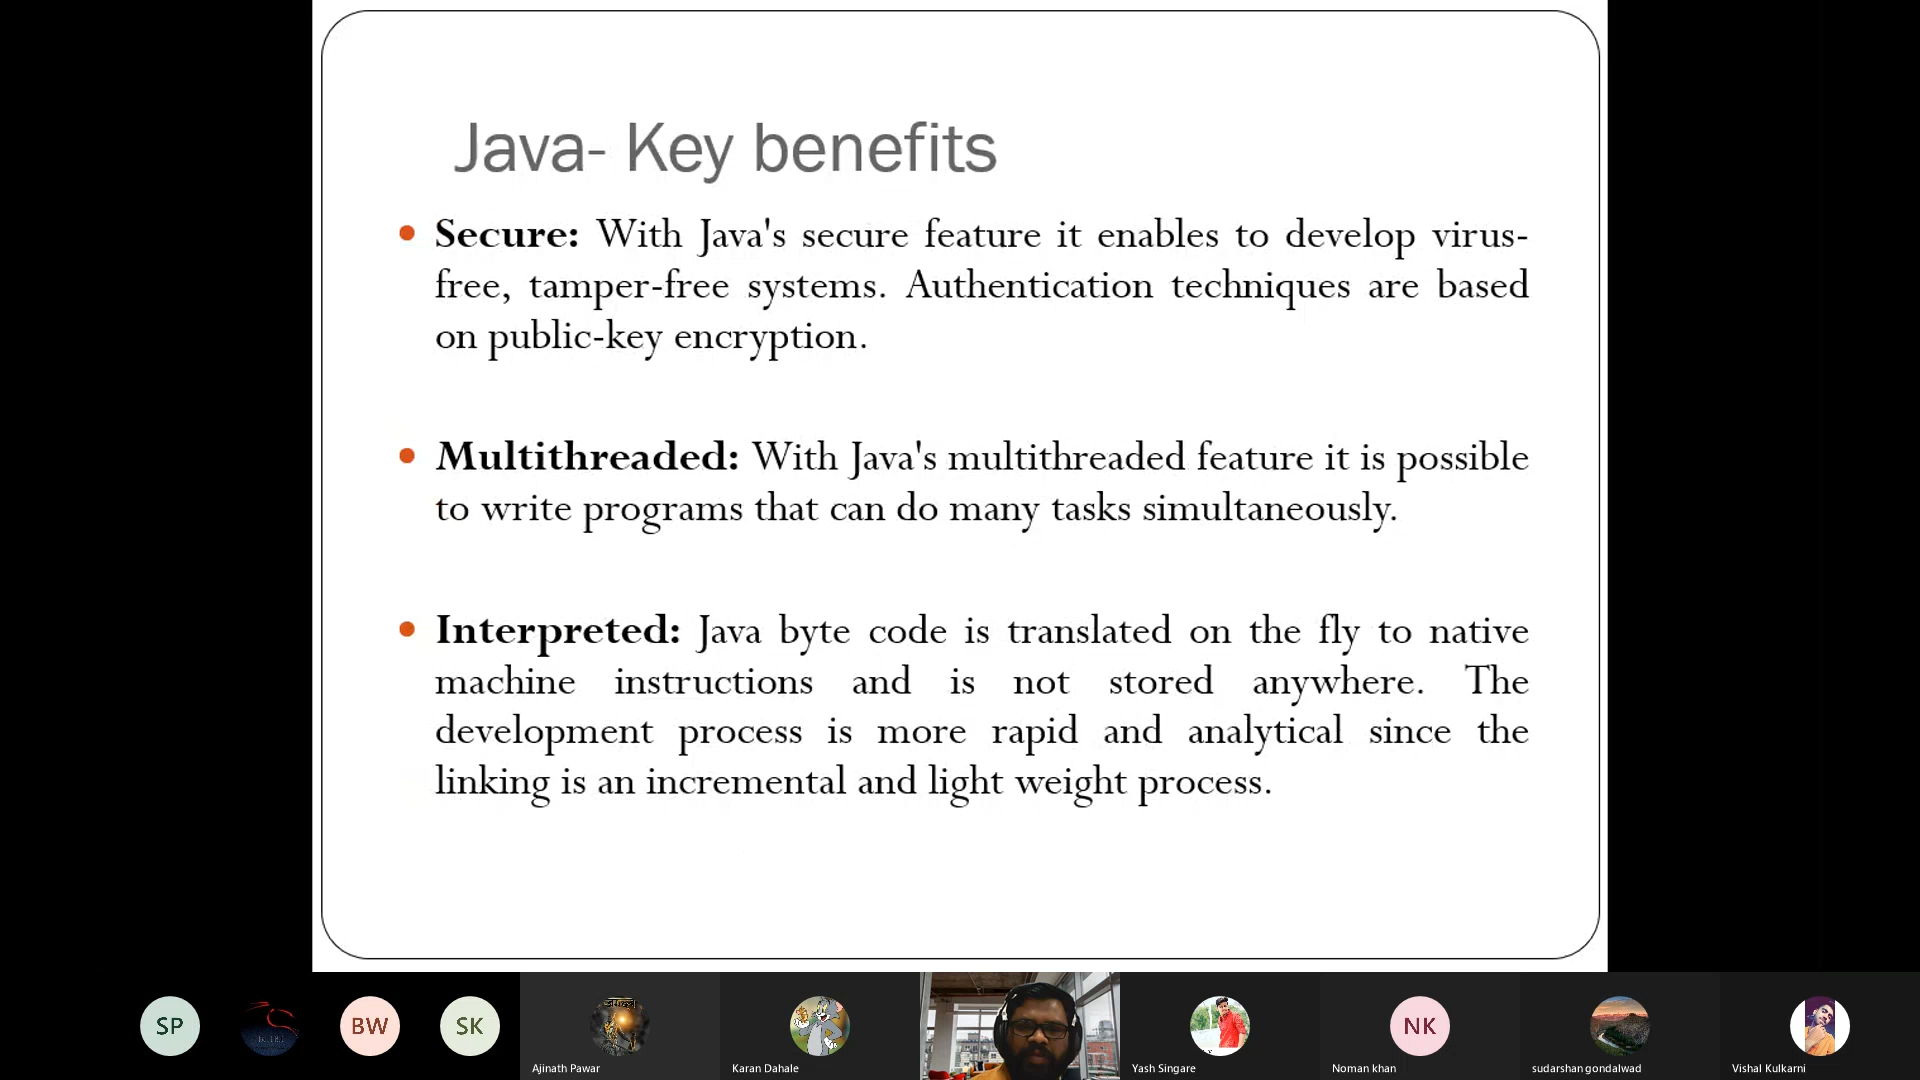 Java- Key benefits
Secure: With Java's secure feature it enables to develop virus-
free, tamper-free systems. Authentication techniques are based
on public-key encryption.
Multithreaded: With Java's multithreaded feature it is possible
to write programs that can do many tasks simultaneously.
Interpreted: Java byte code is translated on the fly to native
machine instructions and is not stored anywhere. The
development process is more rapid and analytical since the
linking is an incremental and light weight process.
SP
BW
SK
NK
Ajinath Pawar
Karan Dahale
Yash Singare
Noman khan
sudarshan gondalwad
Vishal Kulkarni